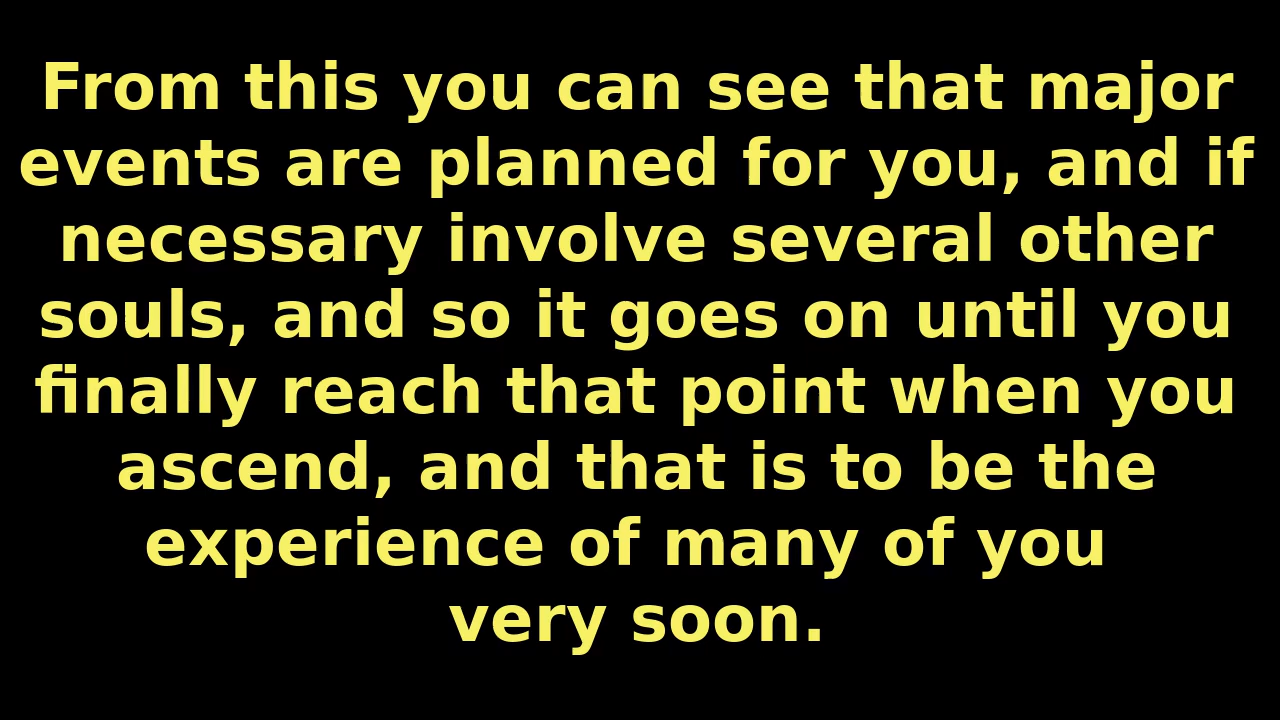 From this you can see that major
events are planned for you, and if
necessary involve several other
souls, and so it goes on until you
finally reach that point when you
ascend, and that is to be the
experience of many of you
very soon.